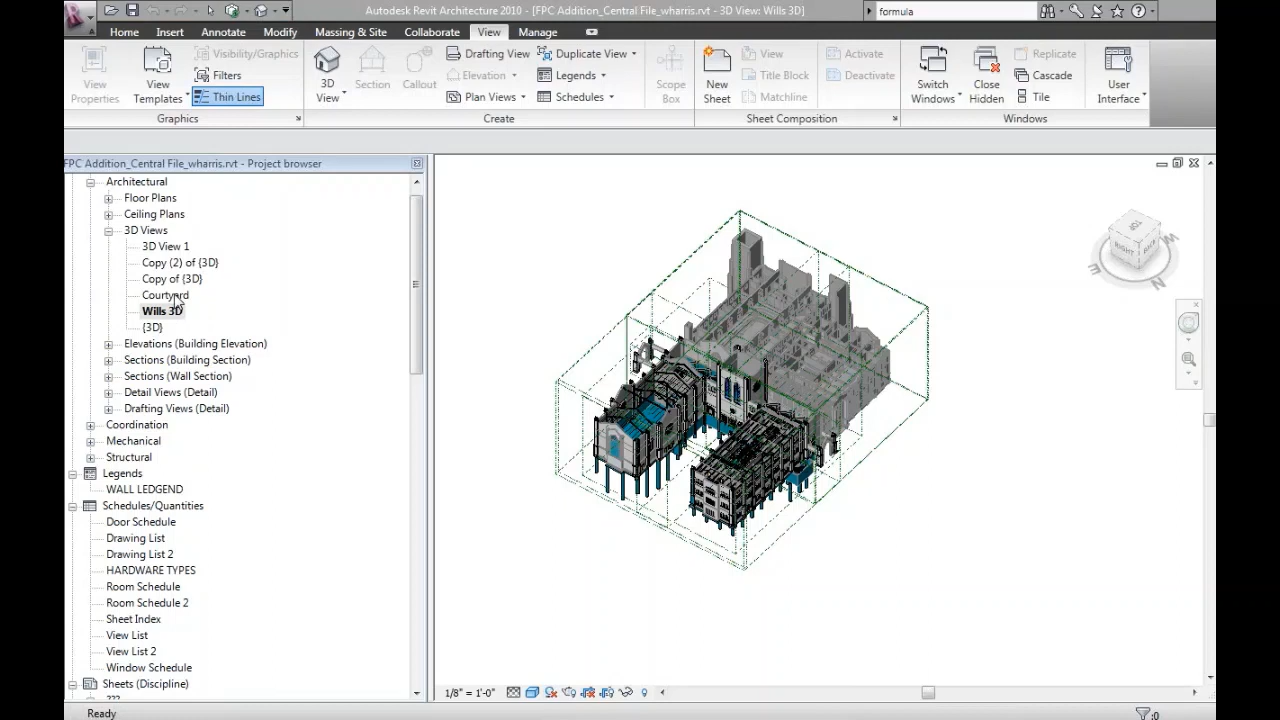 Autodesk Revit Architecture 2010 - [FPC Addition_Central File_wharris.rvt - 3D View: Wills 3D]
formula
Home Insert Annotate Modify Massing & Site Collaborate View Manage
View Properties
View Templates
Visibility/Graphics
Filters
Thin Lines
Graphics
3D View
Section
Callout
Drafting View
Elevation
Plan Views
Duplicate View
Legends
Schedules
Scope Box
Create
New Sheet
View
Title Block
Matchline
Activate
Deactivate
Sheet Composition
Switch Windows
Close Hidden
Replicate
Cascade
Tile
User Interface
Windows
FPC Addition_Central File_wharris.rvt - Project browser
Architectural
Floor Plans
Ceiling Plans
3D Views
3D View 1
Copy (2) of {3D}
Copy of {3D}
Courtyard
Wills 3D
{3D}
Elevations (Building Elevation)
Sections (Building Section)
Sections (Wall Section)
Detail Views (Detail)
Drafting Views (Detail)
Coordination
Mechanical
Structural
Legends
WALL LEDGEND
Schedules/Quantities
Door Schedule
Drawing List
Drawing List 2
HARDWARE TYPES
Room Schedule
Room Schedule 2
Sheet Index
View List
View List 2
Window Schedule
Sheets (Discipline)
???
RIGHT
W
E
N
1/8" = 1'-0"
Ready
:0